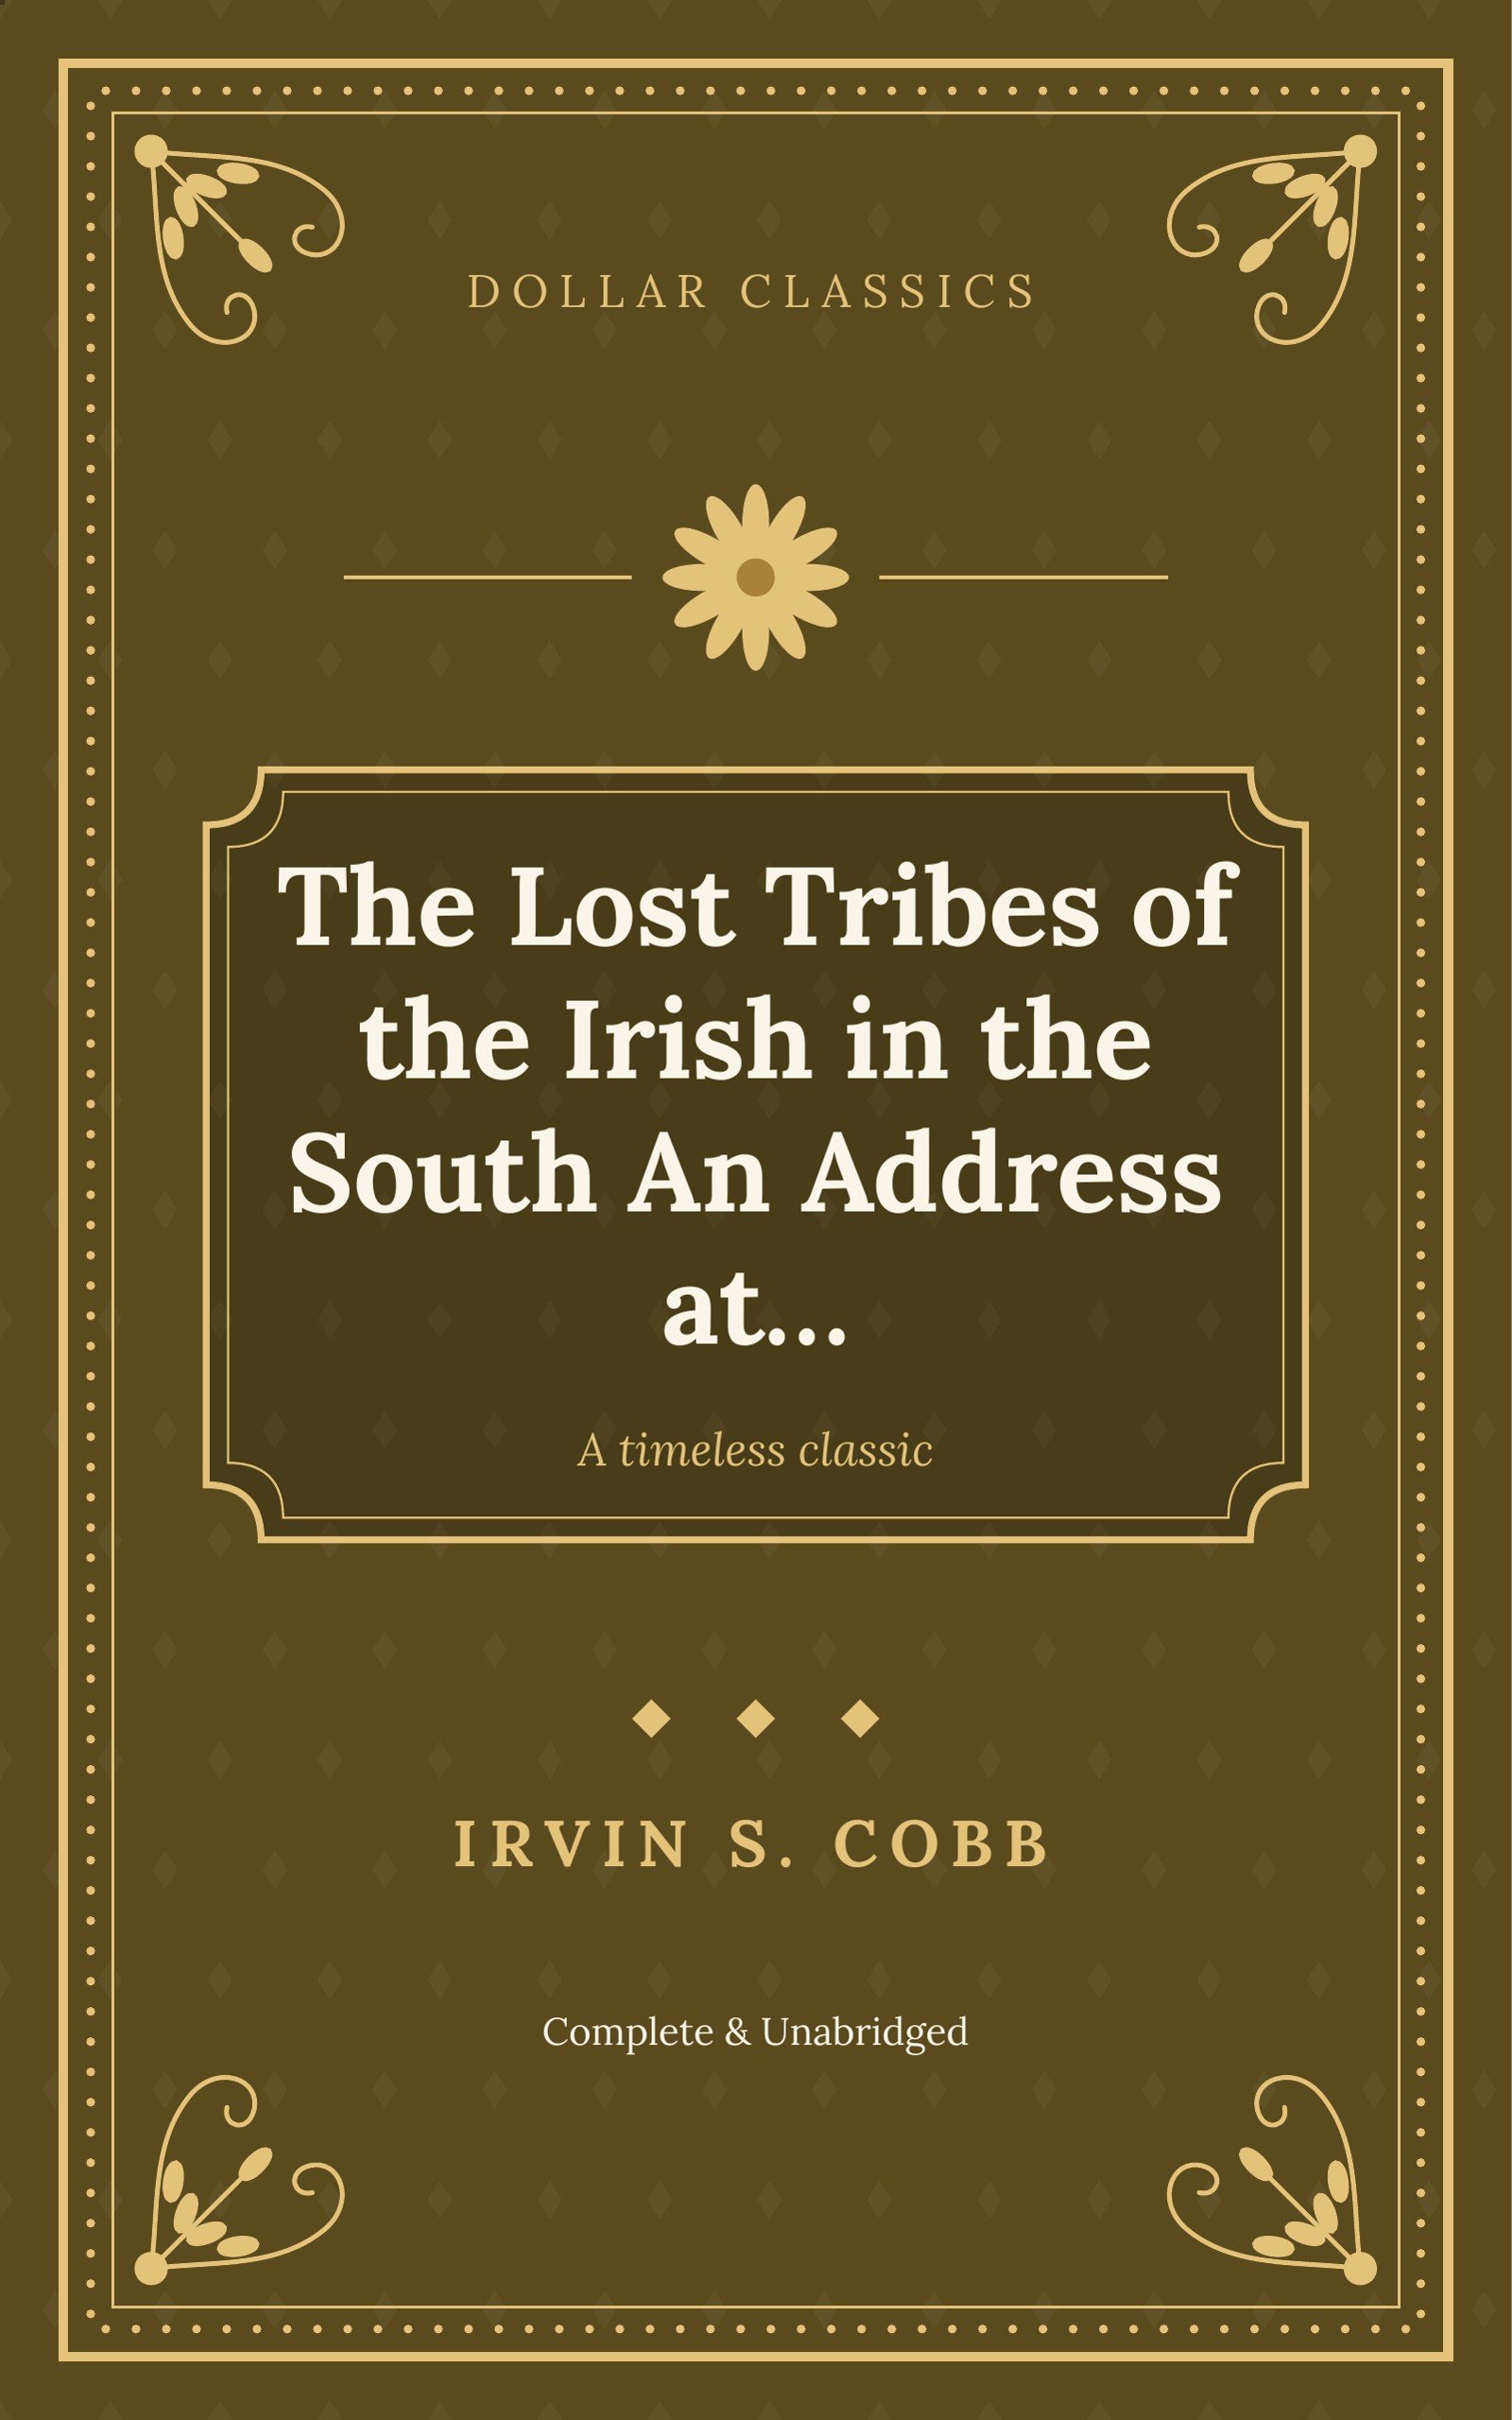 DOLLAR CLASSICS
The Lost Tribes of
the Irish in the
South An Address
at...
A timeless classic
IRVIN S. COBB
Complete & Unabridged